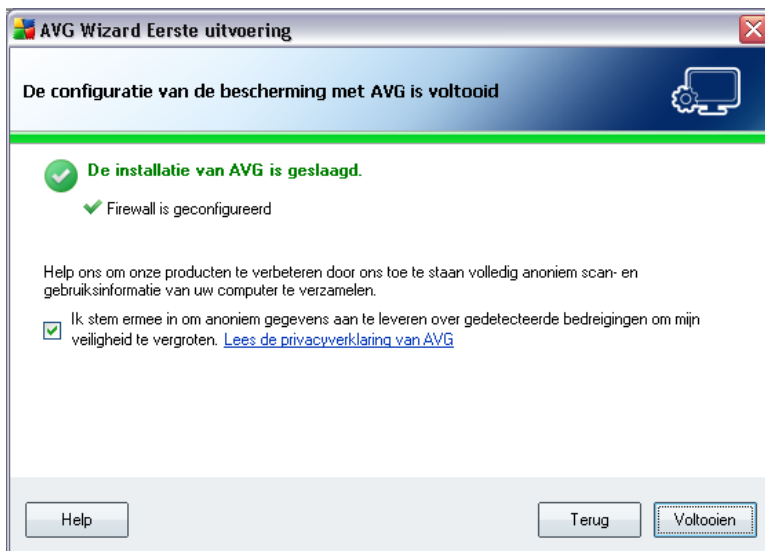 AVG Wizard Eerste uitvoering
De configuratie van de bescherming met AVG is voltooid
De installatie van AVG is geslaagd.
Firewall is geconfigureerd
Help ons om onze producten te verbeteren door ons toe te staan volledig anoniem scan- en
gebruiksinformatie van uw computer te verzamelen.
Ik stem ermee in om anoniem gegevens aan te leveren over gedetecteerde bedreigingen om mijn
veiligheid te vergroten. Lees de privacyverklaring van AVG
Help
Terug
Voltooien